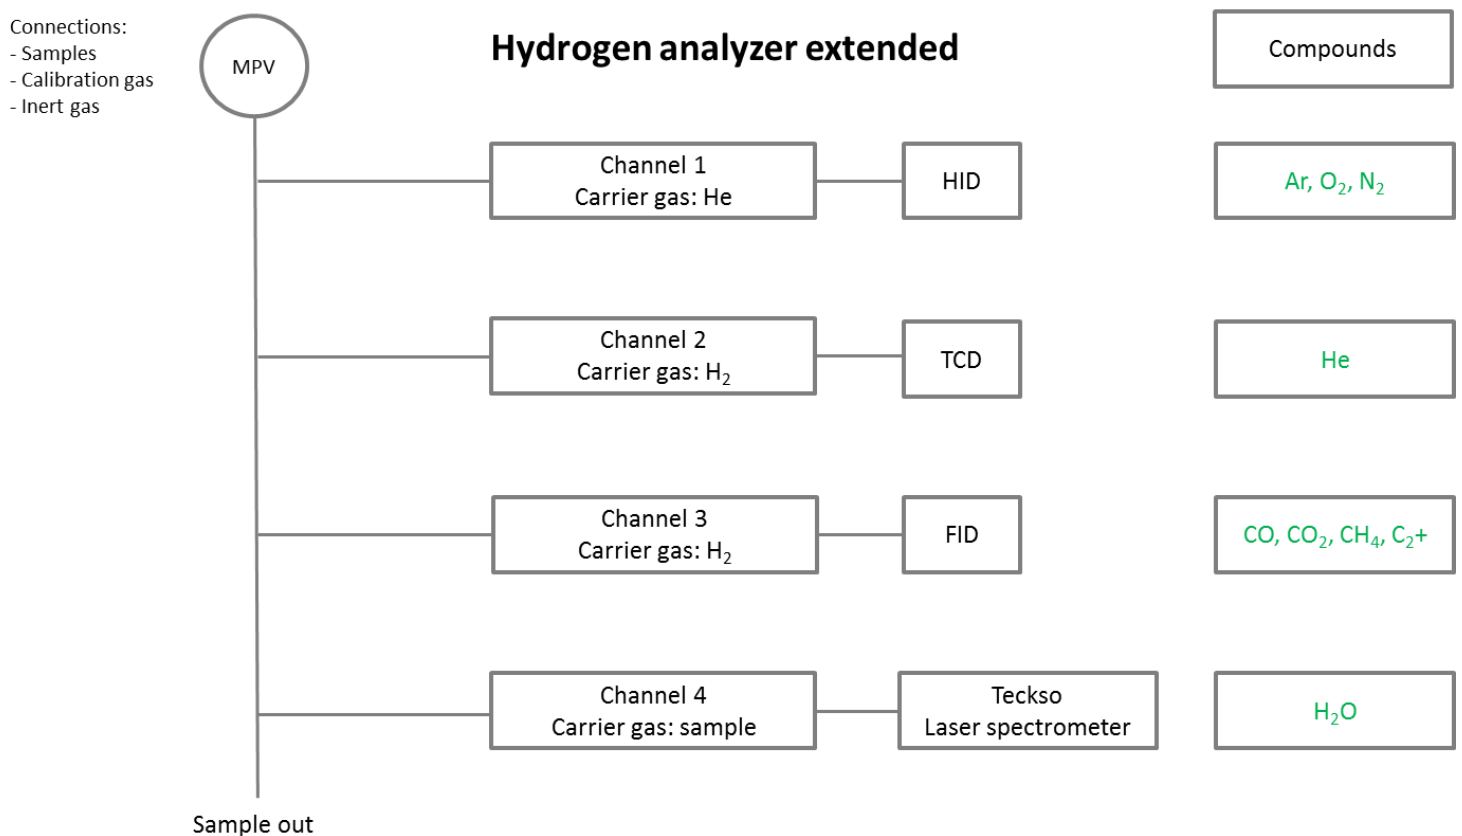 Connections:
- Samples
- Calibration gas
- Inert gas
MPV
Hydrogen analyzer extended
Compounds
Channel 1
Carrier gas: He
HID
Ar, O₂, N₂
Channel 2
Carrier gas: H₂
TCD
He
Channel 3
Carrier gas: H₂
FID
CO, CO₂, CH₄, C₂+
Channel 4
Carrier gas: sample
Teckso
Laser spectrometer
H₂O
Sample out